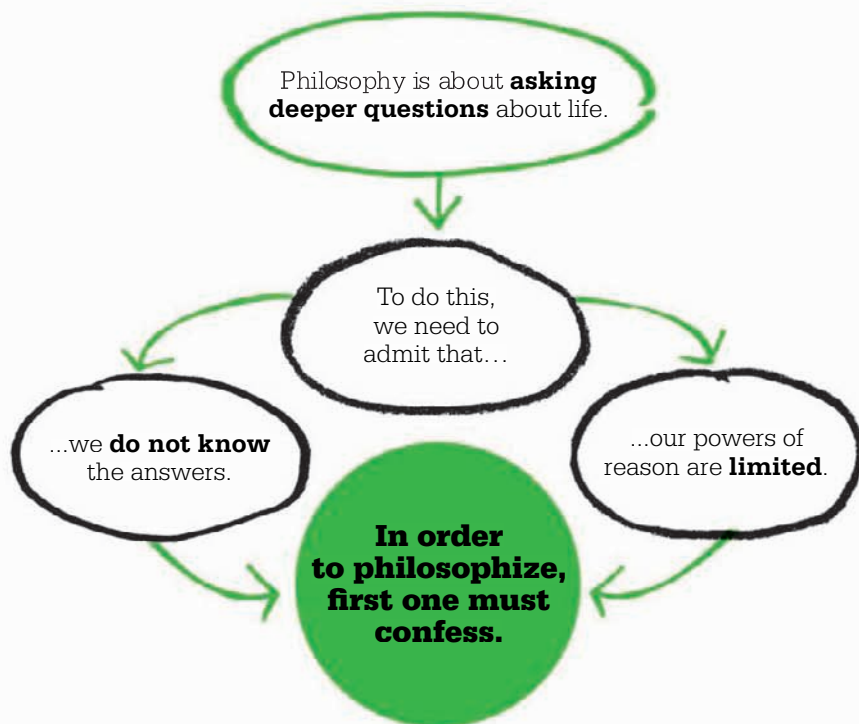 Philosophy is about asking
deeper questions about life.
To do this,
we need to
admit that…
...we do not know
the answers.
...our powers of
reason are limited.
In order
to philosophize,
first one must
confess.